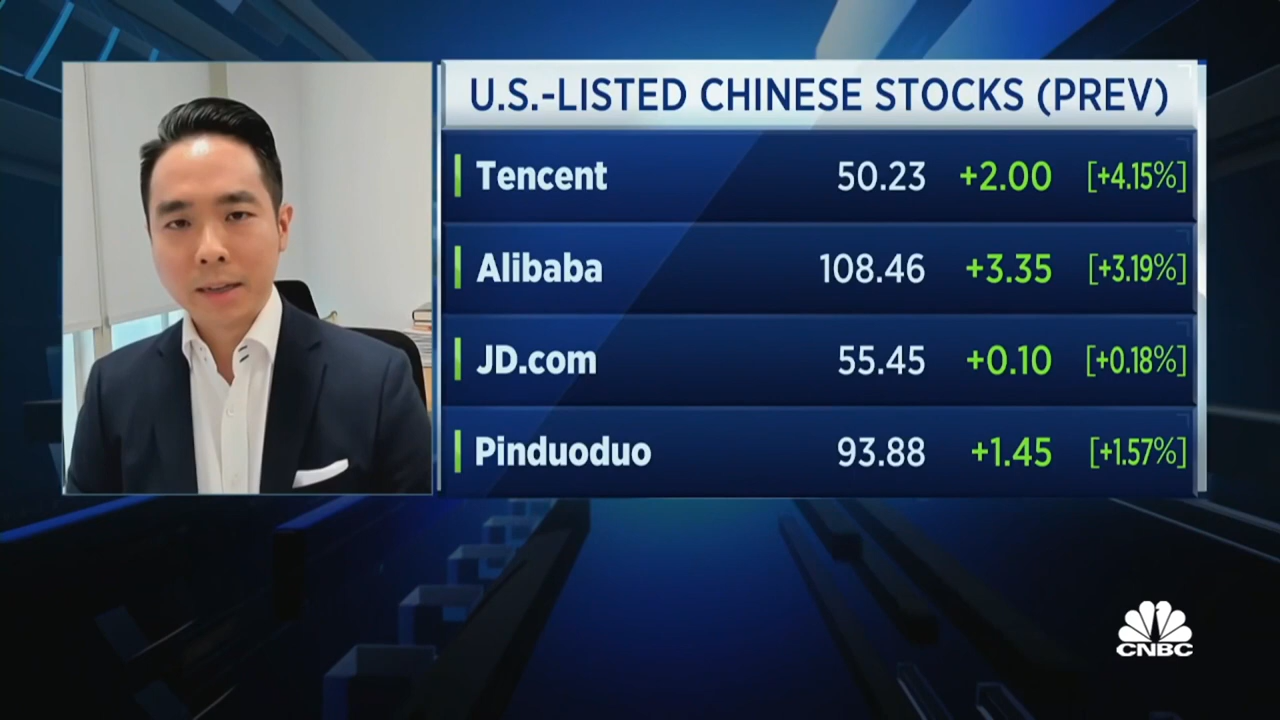 U.S.-LISTED CHINESE STOCKS (PREV)
Tencent 50.23 +2.00 [+4.15%]
Alibaba 108.46 +3.35 [+3.19%]
JD.com 55.45 +0.10 [+0.18%]
Pinduoduo 93.88 +1.45 [+1.57%]
CNBC